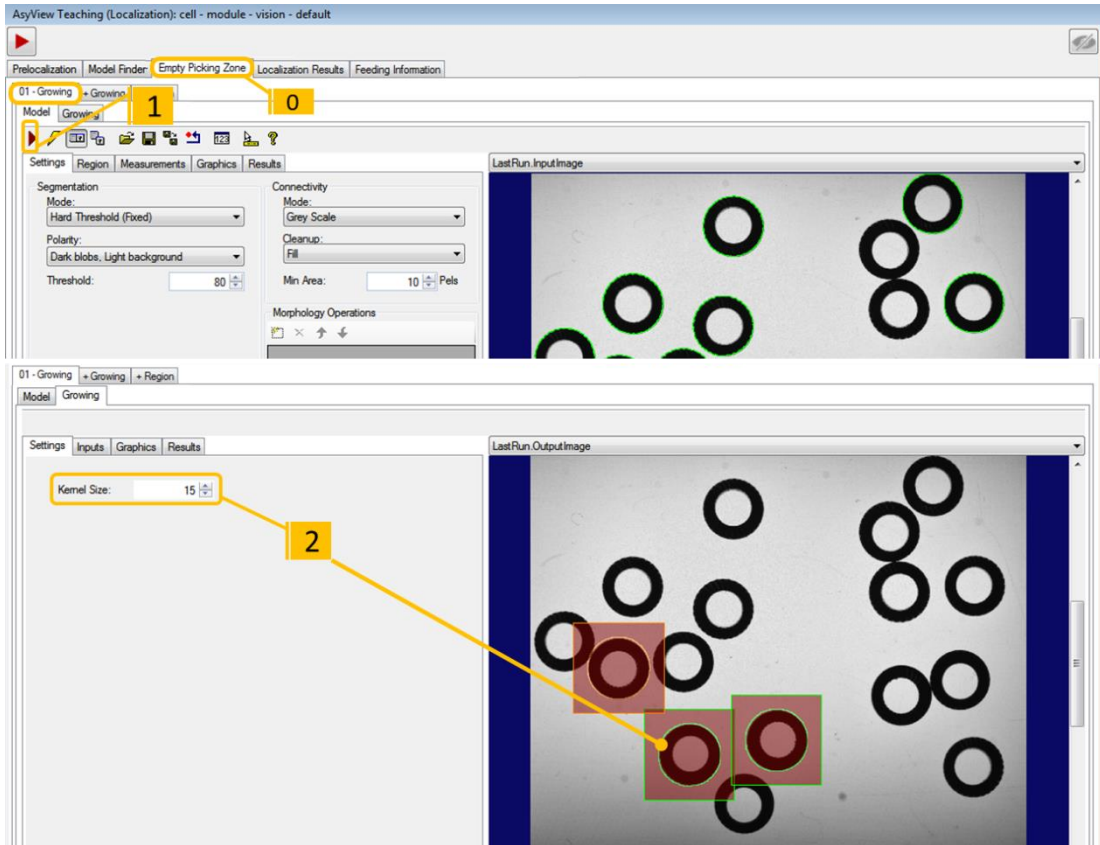 AsyView Teaching (Localization): cell - module - vision - default
Prelocalization Model Finder Empty Picking Zone Localization Results Feeding Information
01 - Growing + Growing
1
0
Model Growing
123
Settings Region Measurements Graphics Results
LastRun.InputImage
Segmentation
Mode:
Hard Threshold (Fixed)
Polarity:
Dark blobs, Light background
Threshold: 80
Connectivity
Mode:
Grey Scale
Cleanup:
Fill
Min Area: 10 Pels
Morphology Operations
01 - Growing + Growing + Region
Model Growing
Settings Inputs Graphics Results
LastRun.OutputImage
Kernel Size: 15
2